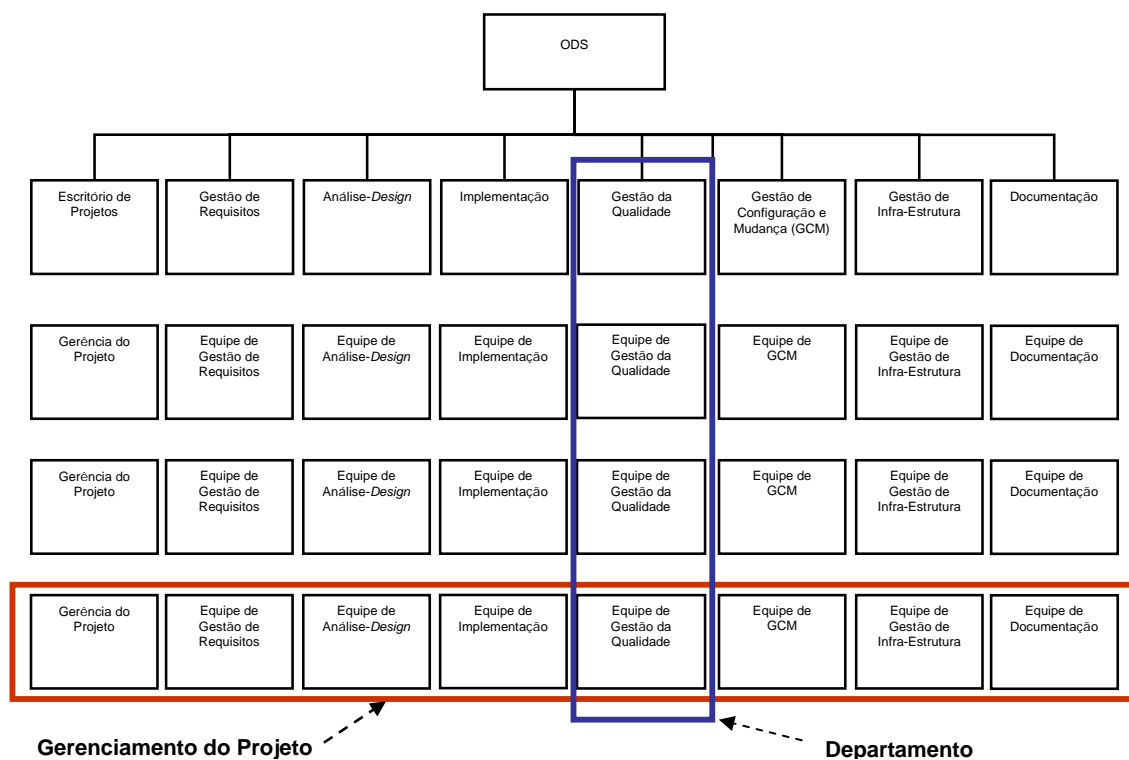 ODS
Escritório de
Projetos
Gestão de
Requisitos
Análise-Design
Implementação
Gestão da
Qualidade
Gestão de
Configuração e
Mudança (GCM)
Gestão de
Infra-Estrutura
Documentação
Gerência do
Projeto
Equipe de
Gestão de
Requisitos
Equipe de
Análise-Design
Equipe de
Implementação
Equipe de
Gestão da
Qualidade
Equipe de
GCM
Equipe de
Gestão de
Infra-Estrutura
Equipe de
Documentação
Gerência do
Projeto
Equipe de
Gestão de
Requisitos
Equipe de
Análise-Design
Equipe de
Implementação
Equipe de
Gestão da
Qualidade
Equipe de
GCM
Equipe de
Gestão de
Infra-Estrutura
Equipe de
Documentação
Gerência do
Projeto
Equipe de
Gestão de
Requisitos
Equipe de
Análise-Design
Equipe de
Implementação
Equipe de
Gestão da
Qualidade
Equipe de
GCM
Equipe de
Gestão de
Infra-Estrutura
Equipe de
Documentação
Gerenciamento do Projeto
Departamento